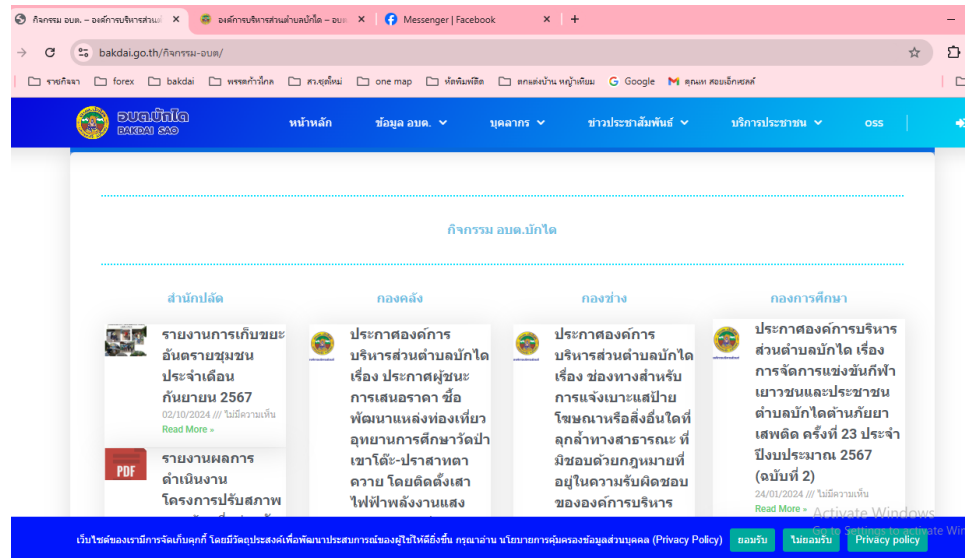 กิจกรรม อบต. – องค์การบริหารส่วนตำ
องค์การบริหารส่วนตำบลบักได – อบต.
Messenger | Facebook
bakdai.go.th/กิจกรรม-อบต/
ราชกิจจา
forex
bakdai
พรรคก้าวไกล
สว.ชุดใหม่
one map
หัดพิมพ์ดีด
ตกแต่งบ้าน หญ้าเทียม
Google
คุณเห สอยเอ็กเซลล์
อบต.บักได
BAKDAI SAO
หน้าหลัก
ข้อมูล อบต.
บุคลากร
ข่าวประชาสัมพันธ์
บริการประชาชน
oss
กิจกรรม อบต.บักได
สำนักปลัด
รายงานการเก็บขยะ
อันตรายชุมชน
ประจำเดือน
กันยายน 2567
02/10/2024 /// ไม่มีความเห็น
Read More »
PDF
รายงานผลการ
ดำเนินงาน
โครงการปรับสภาพ
กองคลัง
ประกาศองค์การ
บริหารส่วนตำบลบักได
เรื่อง ประกาศผู้ชนะ
การเสนอราคา ซื้อ
พัฒนาแหล่งท่องเที่ยว
อุทยานการศึกษาวัดป่า
เขาโต๊ะ-ปราสาทตา
ควาย โดยติดตั้งเสา
ไฟฟ้าพลังงานแสง
กองช่าง
ประกาศองค์การ
บริหารส่วนตำบลบักได
เรื่อง ช่องทางสำหรับ
การแจ้งเบาะแสป้าย
โฆษณาหรือสิ่งอื่นใดที่
ลุกล้ำทางสาธารณะ ที่
มิชอบด้วยกฎหมายที่
อยู่ในความรับผิดชอบ
ขององค์การบริหาร
กองการศึกษา
ประกาศองค์การบริหาร
ส่วนตำบลบักได เรื่อง
การจัดการแข่งขันกีฬา
เยาวชนและประชาชน
ตำบลบักไดต้านภัยยา
เสพติด ครั้งที่ 23 ประจำ
ปีงบประมาณ 2567
(ฉบับที่ 2)
24/01/2024 /// ไม่มีความเห็น
Read More »
Activate Windows
Go to Settings to activate Win
เว็บไซต์ของเรามีการจัดเก็บคุกกี้ โดยมีวัตถุประสงค์เพื่อพัฒนาประสบการณ์ของผู้ใช้ให้ดียิ่งขึ้น กรุณาอ่าน นโยบายการคุ้มครองข้อมูลส่วนบุคคล (Privacy Policy)
ยอมรับ
ไม่ยอมรับ
Privacy policy